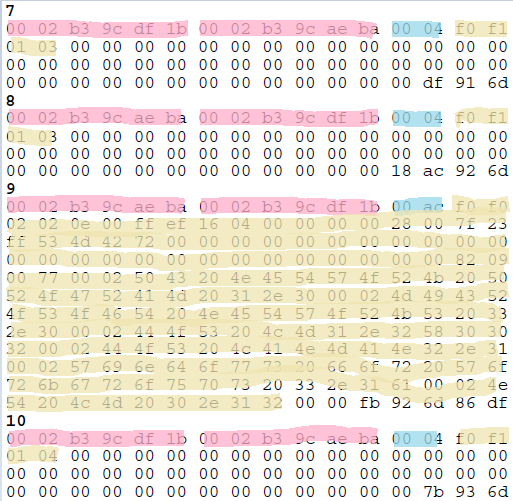 7
00 02 b3 9c df 1b 00 02 b3 9c ae ba 00 04 f0 f1
01 03 00 00 00 00 00 00 00 00 00 00 00 00 00 00
00 00 00 00 00 00 00 00 00 00 00 00 00 00 00 00
00 00 00 00 00 00 00 00 00 00 00 00 00 df 91 6d
8
00 02 b3 9c ae ba 00 02 b3 9c df 1b 00 04 f0 f1
01 03 00 00 00 00 00 00 00 00 00 00 00 00 00 00
00 00 00 00 00 00 00 00 00 00 00 00 00 00 00 00
00 00 00 00 00 00 00 00 00 00 00 00 18 ac 92 6d
9
00 02 b3 9c ae ba 00 02 b3 9c df 1b 00 ac f0 f0
02 02 0e 00 ff ef 16 04 00 00 00 00 28 00 7f 23
ff 53 4d 42 72 00 00 00 00 00 00 00 00 00 00 00
00 00 00 00 00 00 00 00 00 00 00 00 00 00 82 09
00 77 00 02 50 43 20 4e 45 54 57 4f 52 4b 20 50
52 4f 47 52 41 4d 20 31 2e 30 00 02 4d 49 43 52
4f 53 4f 46 54 20 4e 45 54 57 4f 52 4b 53 20 33
2e 30 00 02 44 4f 53 20 4c 4d 31 2e 32 58 30 30
32 00 02 44 4f 53 20 4c 41 4e 4d 41 4e 32 2e 31
00 02 57 69 6e 64 6f 77 73 20 66 6f 72 20 57 6f
72 6b 67 72 6f 75 70 73 20 33 2e 31 61 00 02 4e
54 20 4c 4d 20 30 2e 31 32 00 00 fb 92 6d 86 df
10
00 02 b3 9c df 1b 00 02 b3 9c ae ba 00 04 f0 f1
01 04 00 00 00 00 00 00 00 00 00 00 00 00 00 00
00 00 00 00 00 00 00 00 00 00 00 00 00 00 00 00
00 00 00 00 00 00 00 00 00 00 00 00 00 7b 93 6d